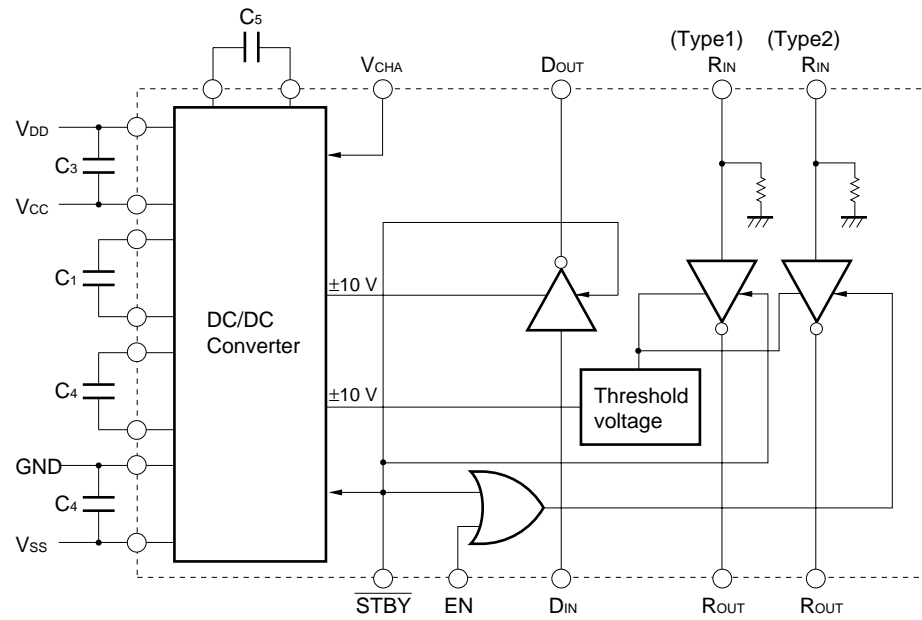 C5
VCHA
DOUT
(Type1)
RIN
(Type2)
RIN
VDD
C3
VCC
C1
±10 V
DC/DC
Converter
C4
±10 V
Threshold
voltage
GND
C4
VSS
STBY
EN
DIN
ROUT
ROUT